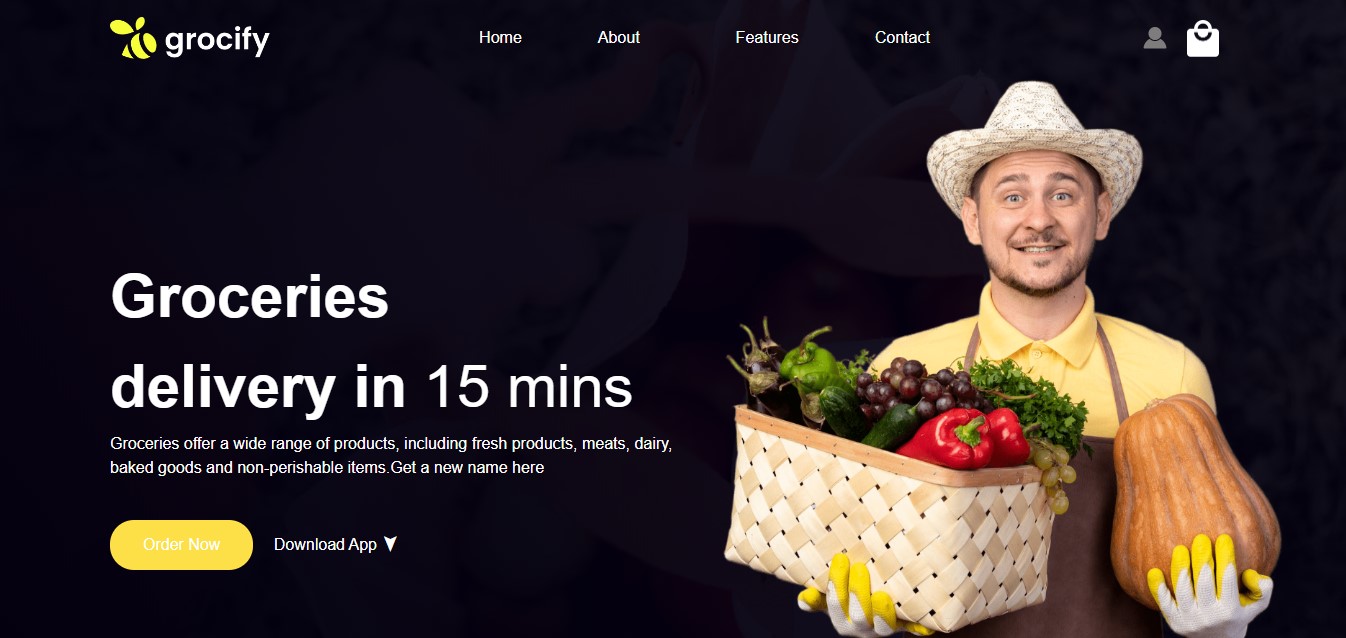 grocify
Home About Features Contact
Groceries
delivery in 15 mins
Groceries offer a wide range of products, including fresh products, meats, dairy,
baked goods and non-perishable items.Get a new name here
Order Now Download App